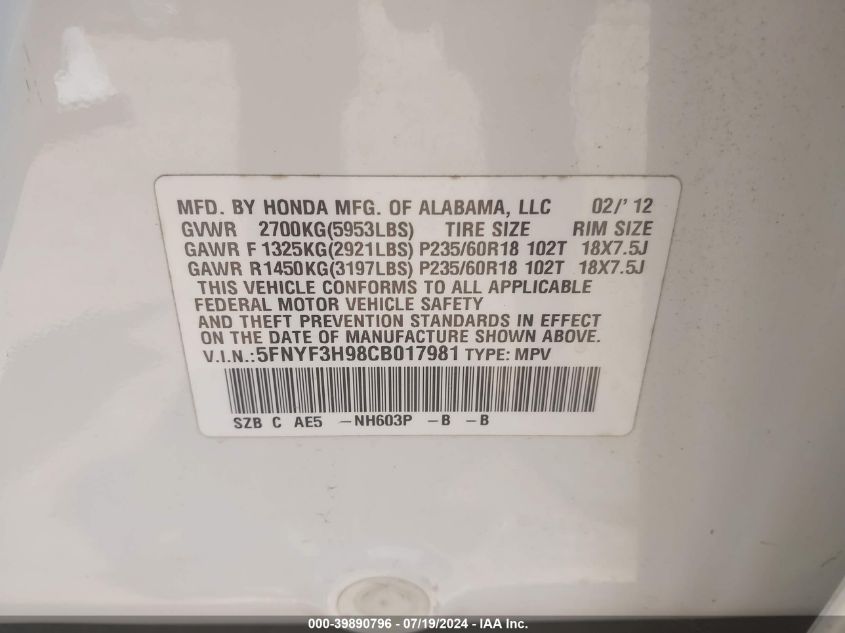 MFD. BY HONDA MFG. OF ALABAMA, LLC 02/' 12
GVWR 2700KG(5953LBS) TIRE SIZE RIM SIZE
GAWR F 1325KG(2921LBS) P235/60R18 102T 18X7.5J
GAWR R1450KG(3197LBS) P235/60R18 102T 18X7.5J
THIS VEHICLE CONFORMS TO ALL APPLICABLE
FEDERAL MOTOR VEHICLE SAFETY
AND THEFT PREVENTION STANDARDS IN EFFECT
ON THE DATE OF MANUFACTURE SHOWN ABOVE.
V.I.N.:5FNYF3H98CB017981 TYPE: MPV
SZB C AE5 –NH603P –B –B
000-39890796 - 07/19/2024 - IAA Inc.